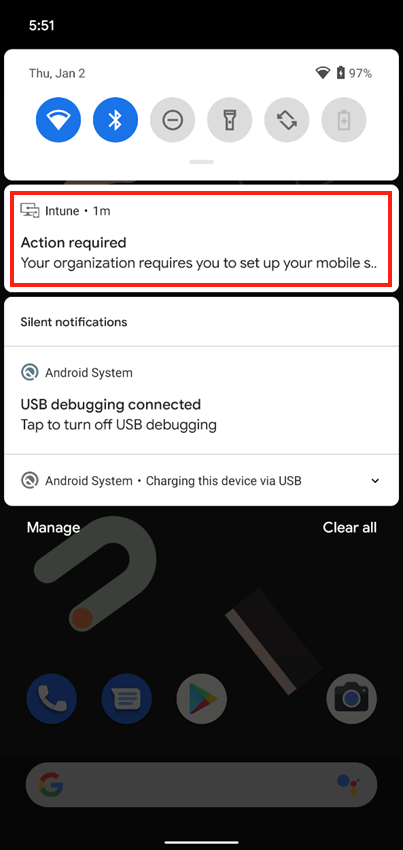 5:51
Thu, Jan 2 97%
Intune • 1m
Action required
Your organization requires you to set up your mobile s..
Silent notifications
Android System
USB debugging connected
Tap to turn off USB debugging
Android System • Charging this device via USB
Manage Clear all